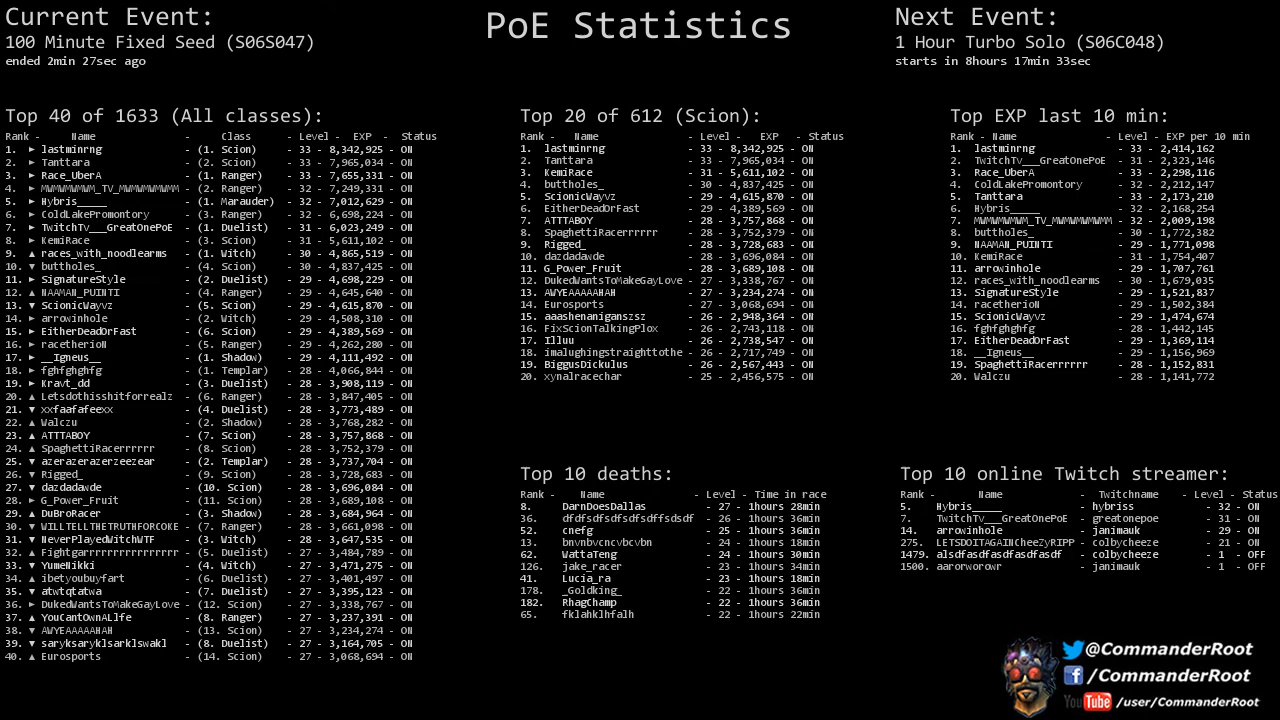 Current Event:
100 Minute Fixed Seed (S06S047)
ended 2min 27sec ago
PoE Statistics
Next Event:
1 Hour Turbo Solo (S06C048)
starts in 8hours 17min 33sec
Top 40 of 1633 (All classes):
Rank - Name - Class - Level - EXP - Status
1. ► lastminrng - (1. Scion) - 33 - 8,342,925 - ON
2. ► Tanttara - (2. Scion) - 33 - 7,965,034 - ON
3. ► Race_UberA - (1. Ranger) - 33 - 7,655,331 - ON
4. ► MWMWMWMM_TV_MWMWMWMWMM - (2. Ranger) - 32 - 7,249,331 - ON
5. ► Hybris_____ - (1. Marauder) - 32 - 7,012,629 - ON
6. ► ColdLakePromontory - (3. Ranger) - 32 - 6,698,224 - ON
7. ► TwitchTv___GreatOnePoE - (1. Duelist) - 31 - 6,023,249 - ON
8. ► KemiRace - (3. Scion) - 31 - 5,611,102 - ON
9. ▲ races_with_noodlearms - (1. Witch) - 30 - 4,865,519 - ON
10. ▼ buttholes_ - (4. Scion) - 30 - 4,837,425 - ON
11. ► SignatureStyle - (2. Duelist) - 29 - 4,698,229 - ON
12. ▲ NAAMAN_PUINTI - (4. Ranger) - 29 - 4,645,640 - ON
13. ▼ ScionicWayvz - (5. Scion) - 29 - 4,615,870 - ON
14. ► arrowinhole - (2. Witch) - 29 - 4,508,310 - ON
15. ► EitherDeadOrFast - (6. Scion) - 29 - 4,389,569 - ON
16. ► racetherioN - (5. Ranger) - 29 - 4,262,280 - ON
17. ► __Igneus__ - (1. Shadow) - 29 - 4,111,492 - ON
18. ► fghfghghfg - (1. Templar) - 28 - 4,066,844 - ON
19. ► Kravt_dd - (3. Duelist) - 28 - 3,908,119 - ON
20. ▲ Letsdothisshitforrealz - (6. Ranger) - 28 - 3,847,405 - ON
21. ▼ xxfaafafeexx - (4. Duelist) - 28 - 3,773,489 - ON
22. ▲ Walczu - (2. Shadow) - 28 - 3,768,282 - ON
23. ▲ ATTTABOY - (7. Scion) - 28 - 3,757,868 - ON
24. ▲ SpaghettiRacerrrrrr - (8. Scion) - 28 - 3,752,379 - ON
25. ▼ azerazerazerzeezear - (2. Templar) - 28 - 3,737,704 - ON
26. ▼ Rigged_ - (9. Scion) - 28 - 3,728,683 - ON
27. ▼ dazdadawde - (10. Scion) - 28 - 3,696,084 - ON
28. ► G_Power_Fruit - (11. Scion) - 28 - 3,689,108 - ON
29. ▲ DuBroRacer - (3. Shadow) - 28 - 3,684,964 - ON
30. ▼ WILLTELLTHETRUTHFORCOKE - (7. Ranger) - 28 - 3,661,098 - ON
31. ▲ NeverPlayedWitchWTF - (3. Witch) - 28 - 3,647,535 - ON
32. ▲ Fightgarrrrrrrrrrrrrrrr - (5. Duelist) - 27 - 3,484,789 - ON
33. ▼ YumeNikki - (4. Witch) - 27 - 3,471,275 - ON
34. ▲ ibetyoubuyfart - (6. Duelist) - 27 - 3,401,497 - ON
35. ▼ atwtqtatwa - (7. Duelist) - 27 - 3,395,123 - ON
36. ► DukedWantsToMakeGayLove - (12. Scion) - 27 - 3,338,767 - ON
37. ▲ YouCantOwnALlfe - (8. Ranger) - 27 - 3,237,391 - ON
38. ▼ AWYEAAAAAHAH - (13. Scion) - 27 - 3,234,274 - ON
39. ▼ saryksaryklsarklswakl - (8. Duelist) - 27 - 3,164,705 - ON
40. ▲ Eurosports - (14. Scion) - 27 - 3,068,694 - ON
Top 20 of 612 (Scion):
Rank - Name - Level - EXP - Status
1. lastminrng - 33 - 8,342,925 - ON
2. Tanttara - 33 - 7,965,034 - ON
3. KemiRace - 31 - 5,611,102 - ON
4. buttholes_ - 30 - 4,837,425 - ON
5. ScionicWayvz - 29 - 4,615,870 - ON
6. EitherDeadOrFast - 29 - 4,389,569 - ON
7. ATTTABOY - 28 - 3,757,868 - ON
8. SpaghettiRacerrrrrr - 28 - 3,752,379 - ON
9. Rigged_ - 28 - 3,728,683 - ON
10. dazdadawde - 28 - 3,696,084 - ON
11. G_Power_Fruit - 28 - 3,689,108 - ON
12. DukedWantsToMakeGayLove - 27 - 3,338,767 - ON
13. AWYEAAAAAHAH - 27 - 3,234,274 - ON
14. Eurosports - 27 - 3,068,694 - ON
15. aaashenaniganszsz - 26 - 2,948,364 - ON
16. FixScionTalkingPlox - 26 - 2,743,118 - ON
17. Illuu - 26 - 2,738,547 - ON
18. imalughingstraighttothe - 26 - 2,717,749 - ON
19. BiggusDickulus - 26 - 2,567,443 - ON
20. xynalracechar - 25 - 2,456,575 - ON
Top EXP last 10 min:
Rank - Name - Level - EXP per 10 min
1. lastminrng - 33 - 2,414,162
2. TwitchTv___GreatOnePoE - 31 - 2,323,146
3. Race_UberA - 33 - 2,298,116
4. ColdLakePromontory - 32 - 2,212,147
5. Tanttara - 33 - 2,173,210
6. Hybris_____ - 32 - 2,168,254
7. MWMWMWMM_TV_MWMWMWMWMM - 32 - 2,009,198
8. buttholes_ - 30 - 1,772,382
9. NAAMAN_PUINTI - 29 - 1,771,098
10. KemiRace - 31 - 1,754,407
11. arrowinhole - 29 - 1,707,761
12. races_with_noodlearms - 30 - 1,679,035
13. SignatureStyle - 29 - 1,521,837
14. racetherioN - 29 - 1,502,384
15. ScionicWayvz - 29 - 1,474,674
16. fghfghghfg - 28 - 1,442,145
17. EitherDeadOrFast - 29 - 1,369,114
18. __Igneus__ - 29 - 1,156,969
19. SpaghettiRacerrrrrr - 28 - 1,152,831
20. Walczu - 28 - 1,141,772
Top 10 deaths:
Rank - Name - Level - Time in race
8. DarnDoesDallas - 27 - 1hours 28min
36. dfdfsdfsdfsdfsdffsdsdf - 26 - 1hours 36min
52. cnefg - 25 - 1hours 36min
13. bnvnbvcncvbcvbn - 24 - 1hours 18min
62. WattaTeng - 24 - 1hours 30min
126. jake_racer - 23 - 1hours 34min
41. Lucia_ra - 23 - 1hours 18min
178. _Goldking_ - 22 - 1hours 36min
182. RhagChamp - 22 - 1hours 36min
65. fklahklhfalh - 22 - 1hours 22min
Top 10 online Twitch streamer:
Rank - Name - Twitchname - Level - Status
5. Hybris_____ - hybriss - 32 - ON
7. TwitchTv___GreatOnePoE - greatonepoe - 31 - ON
14. arrowinhole - janimauk - 29 - ON
275. LETSDOITAGAINCheeZyRIPP - colbycheeze - 21 - ON
1479. alsdfasdfasdfasdfasdf - colbycheeze - 1 - OFF
1500. aarorworowr - janimauk - 1 - OFF
@CommanderRoot
f /CommanderRoot
YouTube /user/CommanderRoot